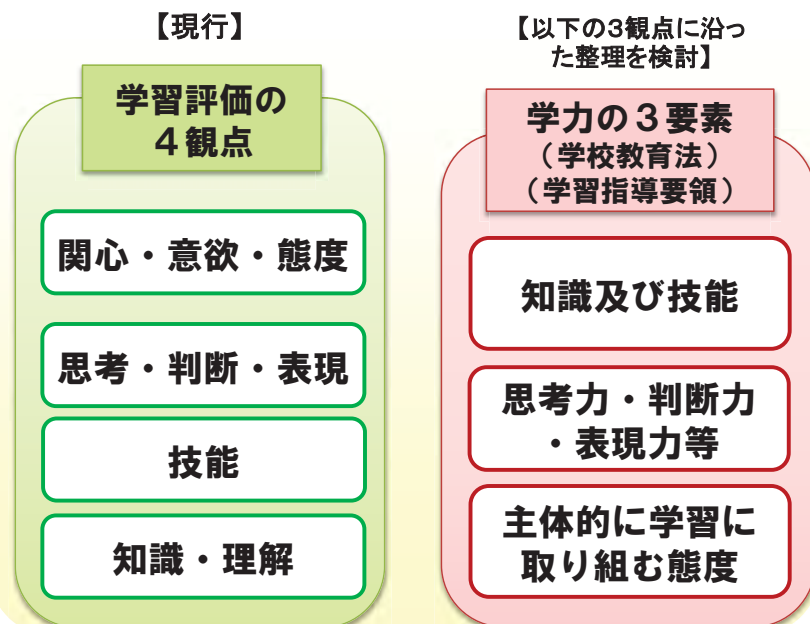 【現行】
学習評価の
４観点
関心・意欲・態度
思考・判断・表現
技能
知識・理解
【以下の3観点に沿っ
た整理を検討】
学力の３要素
（学校教育法）
（学習指導要領）
知識及び技能
思考力・判断力
・表現力等
主体的に学習に
取り組む態度